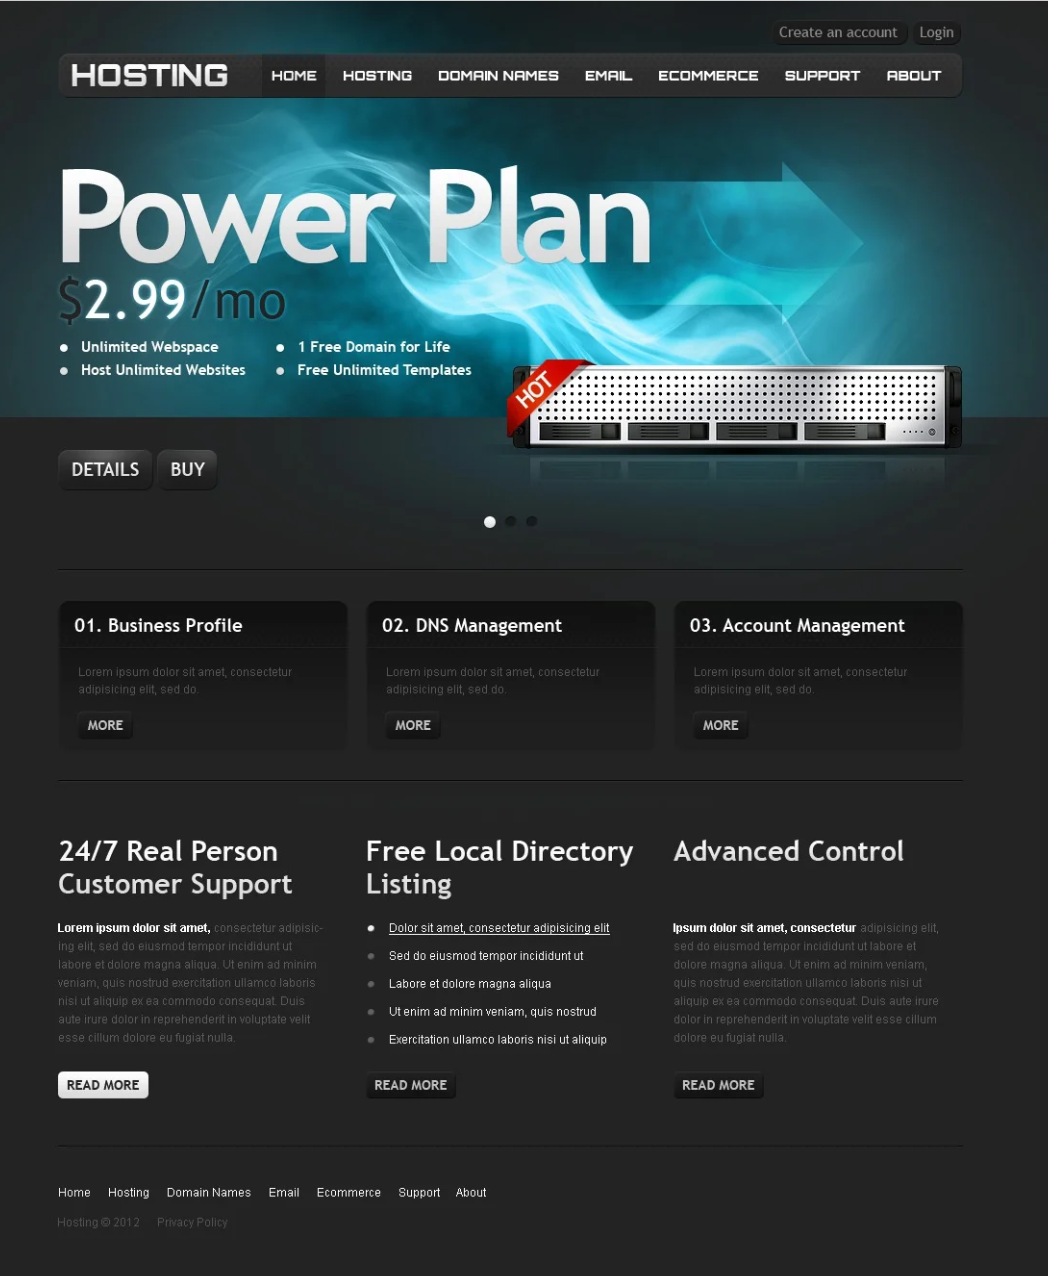 Create an account Login
HOSTING HOME HOSTING DOMAIN NAMES EMAIL ECOMMERCE SUPPORT ABOUT
Power Plan
$2.99/mo
Unlimited Webspace
Host Unlimited Websites
1 Free Domain for Life
Free Unlimited Templates
HOT
DETAILS BUY
01. Business Profile
Lorem ipsum dolor sit amet, consectetur
adipisicing elit, sed do.
MORE
02. DNS Management
Lorem ipsum dolor sit amet, consectetur
adipisicing elit, sed do.
MORE
03. Account Management
Lorem ipsum dolor sit amet, consectetur
adipisicing elit, sed do.
MORE
24/7 Real Person
Customer Support
Lorem ipsum dolor sit amet, consectetur adipisic-
ing elit, sed do eiusmod tempor incididunt ut
labore et dolore magna aliqua. Ut enim ad minim
veniam, quis nostrud exercitation ullamco laboris
nisi ut aliquip ex ea commodo consequat. Duis
aute irure dolor in reprehenderit in voluptate velit
esse cillum dolore eu fugiat nulla.
READ MORE
Free Local Directory
Listing
Dolor sit amet, consectetur adipisicing elit
Sed do eiusmod tempor incididunt ut
Labore et dolore magna aliqua
Ut enim ad minim veniam, quis nostrud
Exercitation ullamco laboris nisi ut aliquip
READ MORE
Advanced Control
Ipsum dolor sit amet, consectetur adipisicing elit,
sed do eiusmod tempor incididunt ut labore et
dolore magna aliqua. Ut enim ad minim veniam,
quis nostrud exercitation ullamco laboris nisi ut
aliquip ex ea commodo consequat. Duis aute irure
dolor in reprehenderit in voluptate velit esse cillum
dolore eu fugiat nulla.
READ MORE
Home Hosting Domain Names Email Ecommerce Support About
Hosting © 2012 Privacy Policy